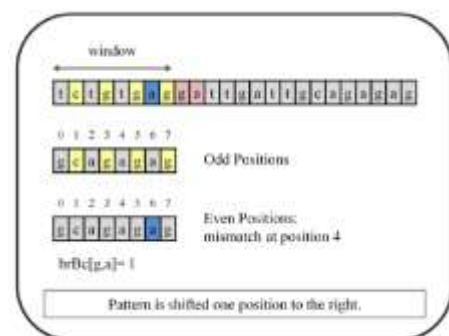 window
t c t g t g a g g a t t g a t t g c a g a g a g
0 1 2 3 4 5 6 7
g c a g a g a g
Odd Positions
0 1 2 3 4 5 6 7
g c a g a g a g
Even Positions:
mismatch at position 4
brBc[g,a]= 1
Pattern is shifted one position to the right.